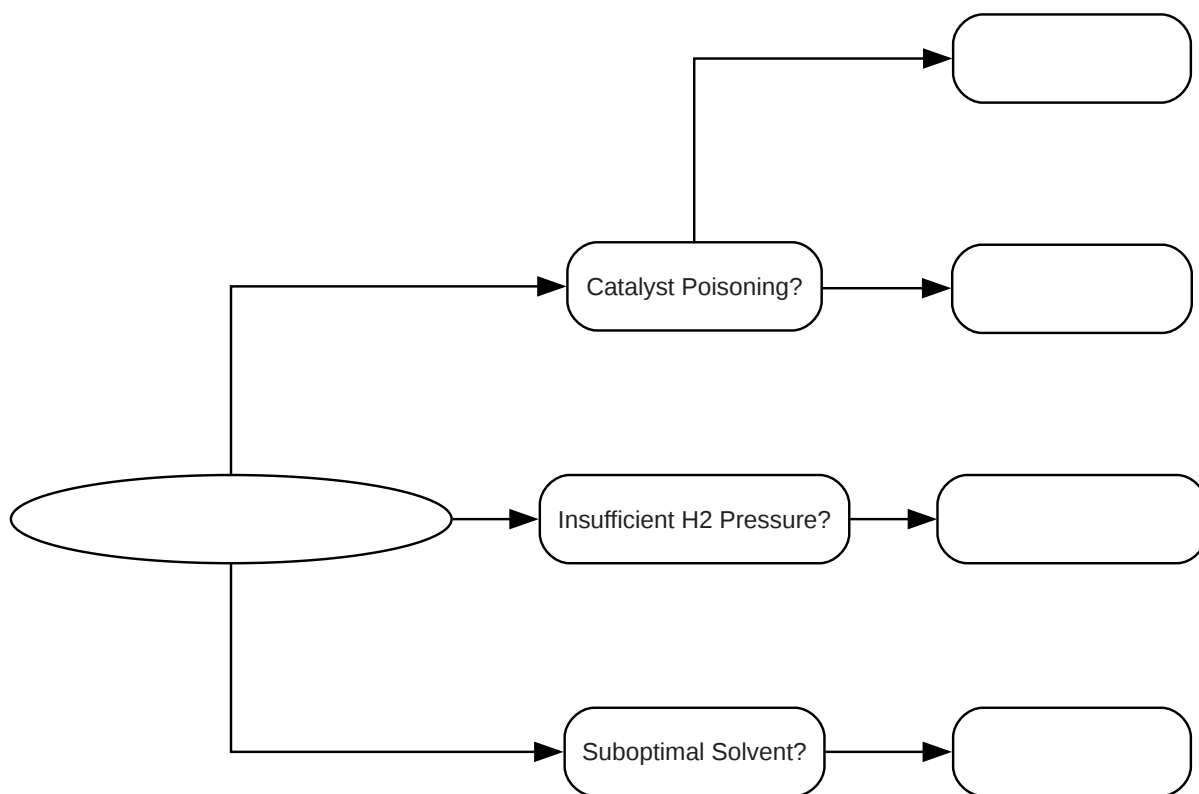 Catalyst Poisoning?
Insufficient H2 Pressure?
Suboptimal Solvent?